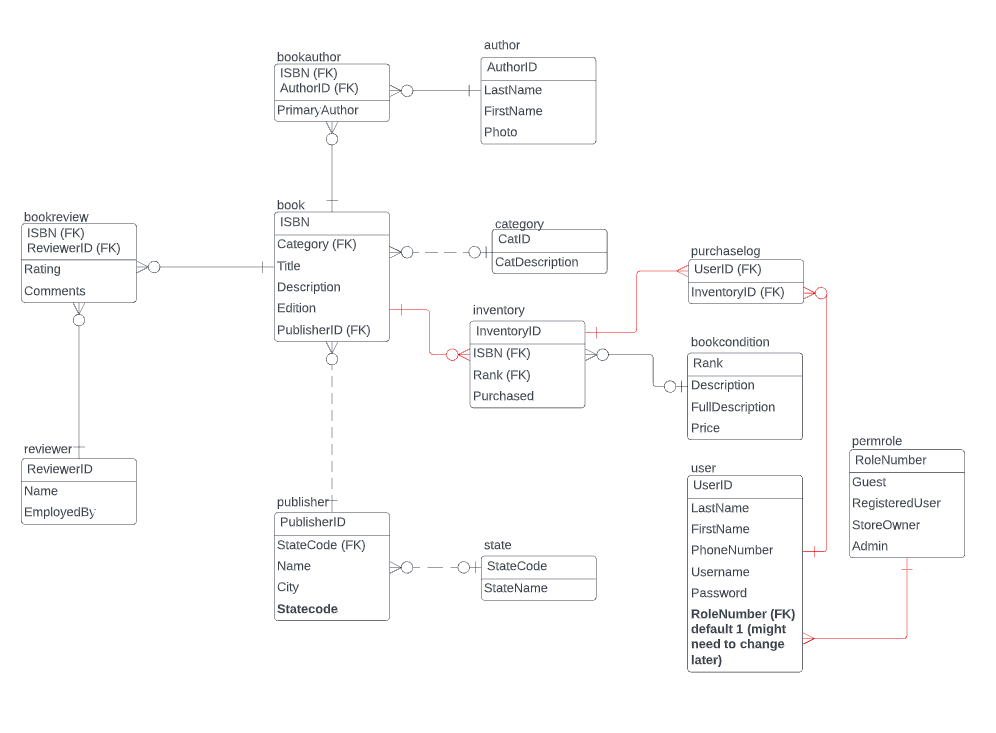 author
AuthorID
LastName
FirstName
Photo
bookauthor
ISBN (FK)
AuthorID (FK)
PrimaryAuthor
book
ISBN
Category (FK)
Title
Description
Edition
PublisherID (FK)
bookreview
ISBN (FK)
ReviewerID (FK)
Rating
Comments
category
CatID
CatDescription
purchaselog
UserID (FK)
InventoryID (FK)
inventory
InventoryID
ISBN (FK)
Rank (FK)
Purchased
bookcondition
Rank
Description
FullDescription
Price
reviewer
ReviewerID
Name
EmployedBy
publisher
PublisherID
StateCode (FK)
Name
City
Statecode
state
StateCode
StateName
user
UserID
LastName
FirstName
PhoneNumber
Username
Password
RoleNumber (FK)
default 1 (might
need to change
later)
permrole
RoleNumber
Guest
RegisteredUser
StoreOwner
Admin